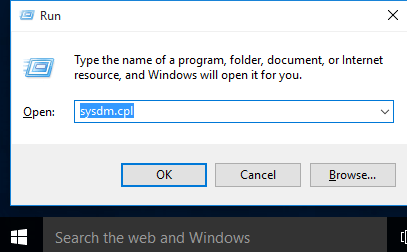 Run
Type the name of a program, folder, document, or Internet
resource, and Windows will open it for you.
Open: sysdm.cpl
OK Cancel Browse...
Search the web and Windows